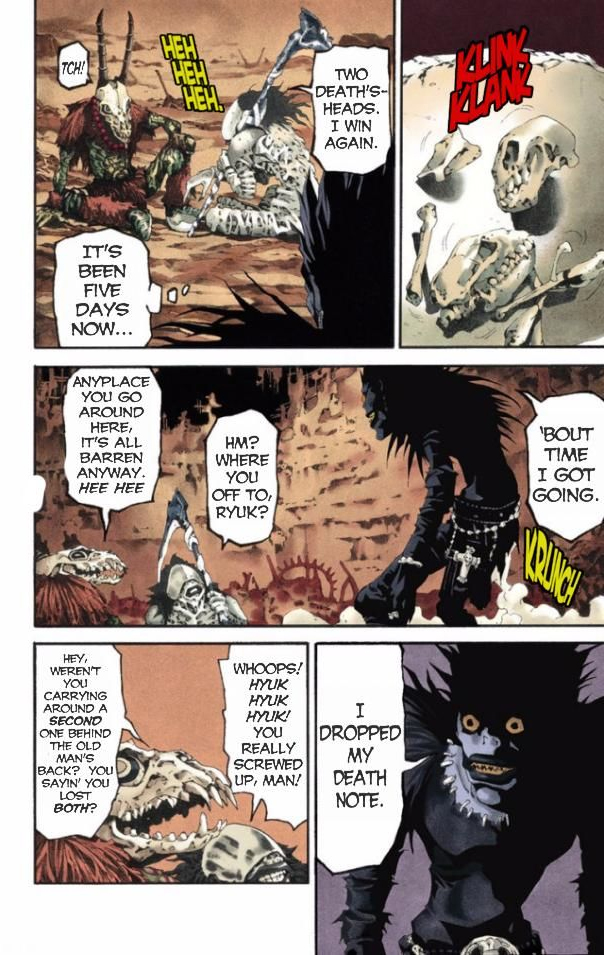 TCH!
HEH
HEH
HEH.
TWO
DEATH'S-
HEADS.
I WIN
AGAIN.
IT'S
BEEN
FIVE
DAYS
NOW...
KLINK
KLANK
ANYPLACE
YOU GO
AROUND
HERE,
IT'S ALL
BARREN
ANYWAY.
HEE HEE
HM?
WHERE
YOU
OFF TO,
RYUK?
'BOUT
TIME
I GOT
GOING.
KRUNCH
HEY,
WEREN'T
YOU
CARRYING
AROUND A
SECOND
ONE BEHIND
THE OLD
MAN'S
BACK? YOU
SAYIN' YOU
LOST
BOTH?
WHOOPS!
HYUK
HYUK
HYUK!
YOU
REALLY
SCREWED
UP, MAN!
I
DROPPED
MY
DEATH
NOTE.